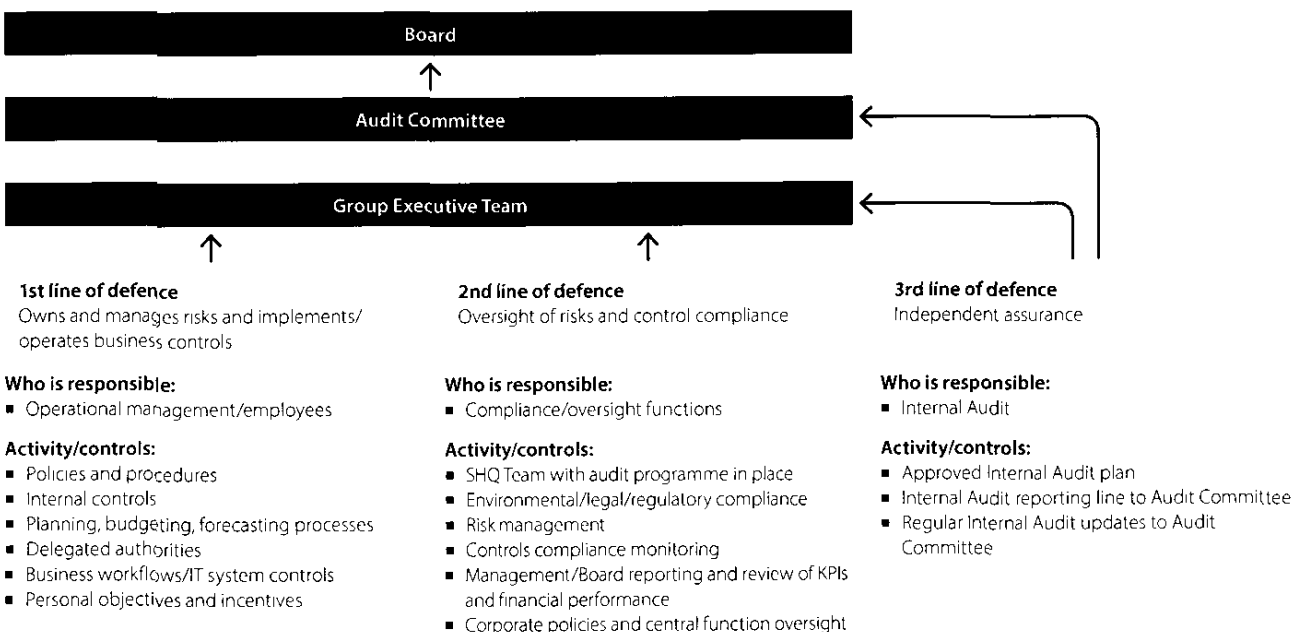 Board
Audit Committee
Group Executive Team
1st line of defence
Owns and manages risks and implements/
operates business controls
Who is responsible:
▪ Operational management/employees
Activity/controls:
▪ Policies and procedures
▪ Internal controls
▪ Planning, budgeting, forecasting processes
▪ Delegated authorities
▪ Business workflows/IT system controls
▪ Personal objectives and incentives
2nd line of defence
Oversight of risks and control compliance
Who is responsible:
▪ Compliance/oversight functions
Activity/controls:
▪ SHQ Team with audit programme in place
▪ Environmental/legal/regulatory compliance
▪ Risk management
▪ Controls compliance monitoring
▪ Management/Board reporting and review of KPIs
and financial performance
▪ Corporate policies and central function oversight
3rd line of defence
Independent assurance
Who is responsible:
▪ Internal Audit
Activity/controls:
▪ Approved Internal Audit plan
▪ Internal Audit reporting line to Audit Committee
▪ Regular Internal Audit updates to Audit
Committee